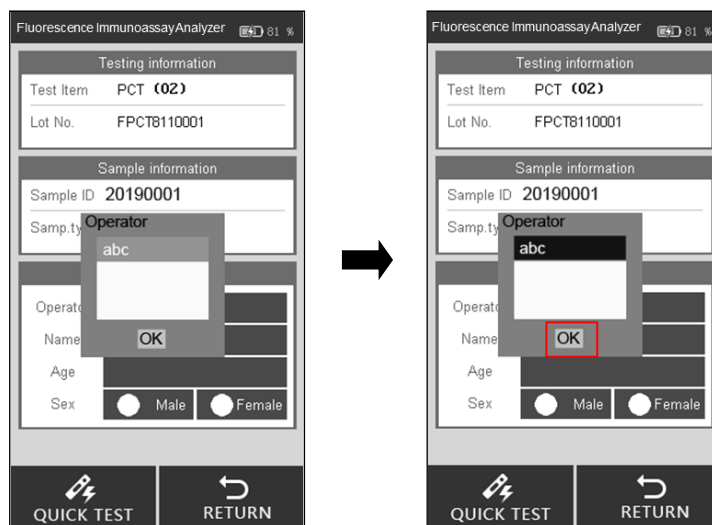 Fluorescence Immunoassay Analyzer 81 %
Testing information
Test Item PCT (02)
Lot No. FPCT8110001
Sample information
Sample ID 20190001
Samp.ty
Operator
abc
Operato
OK
Name
Age
Sex Male Female
QUICK TEST RETURN
Fluorescence Immunoassay Analyzer 81 %
Testing information
Test Item PCT (02)
Lot No. FPCT8110001
Sample information
Sample ID 20190001
Samp.ty
Operator
abc
Operato
OK
Name
Age
Sex Male Female
QUICK TEST RETURN